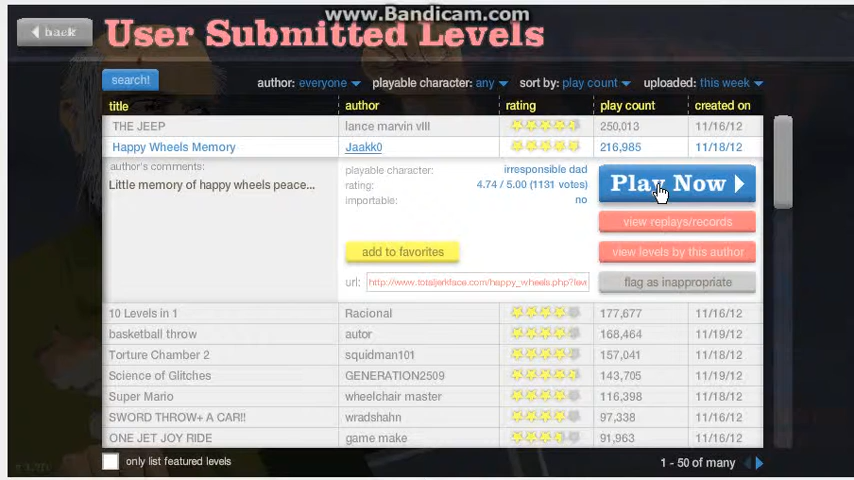 www.Bandicam.com
back
User Submitted Levels
search!
author: everyone playable character: any sort by: play count uploaded: this week
title author rating play count created on
THE JEEP lance marvin vIII 250,013 11/16/12
Happy Wheels Memory Jaakk0 216,985 11/18/12
author's comments:
Little memory of happy wheels peace...
playable character: irresponsible dad
rating: 4.74 / 5.00 (1131 votes)
importable: no
Play Now
view replays/records
add to favorites
view levels by this author
url: http://www.totaljerkface.com/happy_wheels.php?lev
flag as inappropriate
10 Levels in 1 Racional 177,677 11/16/12
basketball throw autor 168,464 11/19/12
Torture Chamber 2 squidman101 157,041 11/18/12
Science of Glitches GENERATION2509 143,705 11/19/12
Super Mario wheelchair master 116,398 11/18/12
SWORD THROW+ A CAR!! wradshahn 97,338 11/16/12
ONE JET JOY RIDE game make 91,963 11/16/12
only list featured levels
1 - 50 of many